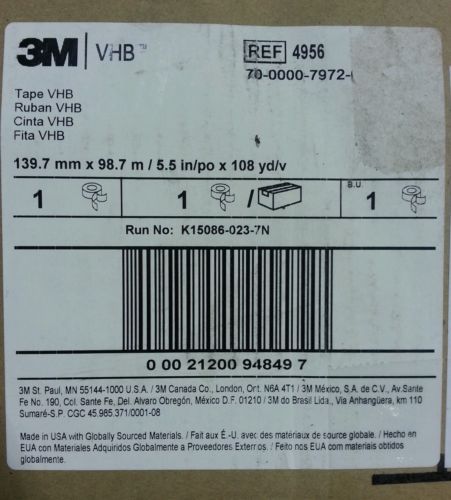 3M VHB™
REF 4956
70-0000-7972-
Tape VHB
Ruban VHB
Cinta VHB
Fita VHB
139.7 mm x 98.7 m / 5.5 in/po x 108 yd/v
1 1 / B.U. 1
Run No: K15086-023-7N
0 00 21200 94849 7
3M St. Paul, MN 55144-1000 U.S.A. / 3M Canada Co., London, Ont. N6A 4T1 / 3M México, S.A. de C.V., Av.Sante
Fe No. 190, Col. Sante Fe, Del. Alvaro Obregón, México D.F. 01210 / 3M do Brasil Lda., Via Anhangüera, km 110
Sumaré-S.P. CGC 45.985.371/0001-08
Made in USA with Globally Sourced Materials. / Fait aux É.-U. avec des matériaux de source globale. / Hecho en
EUA con Materiales Adquiridos Globalmente a Proveedores Externos. / Feito nos EUA com materiais obtidos
globalmente.